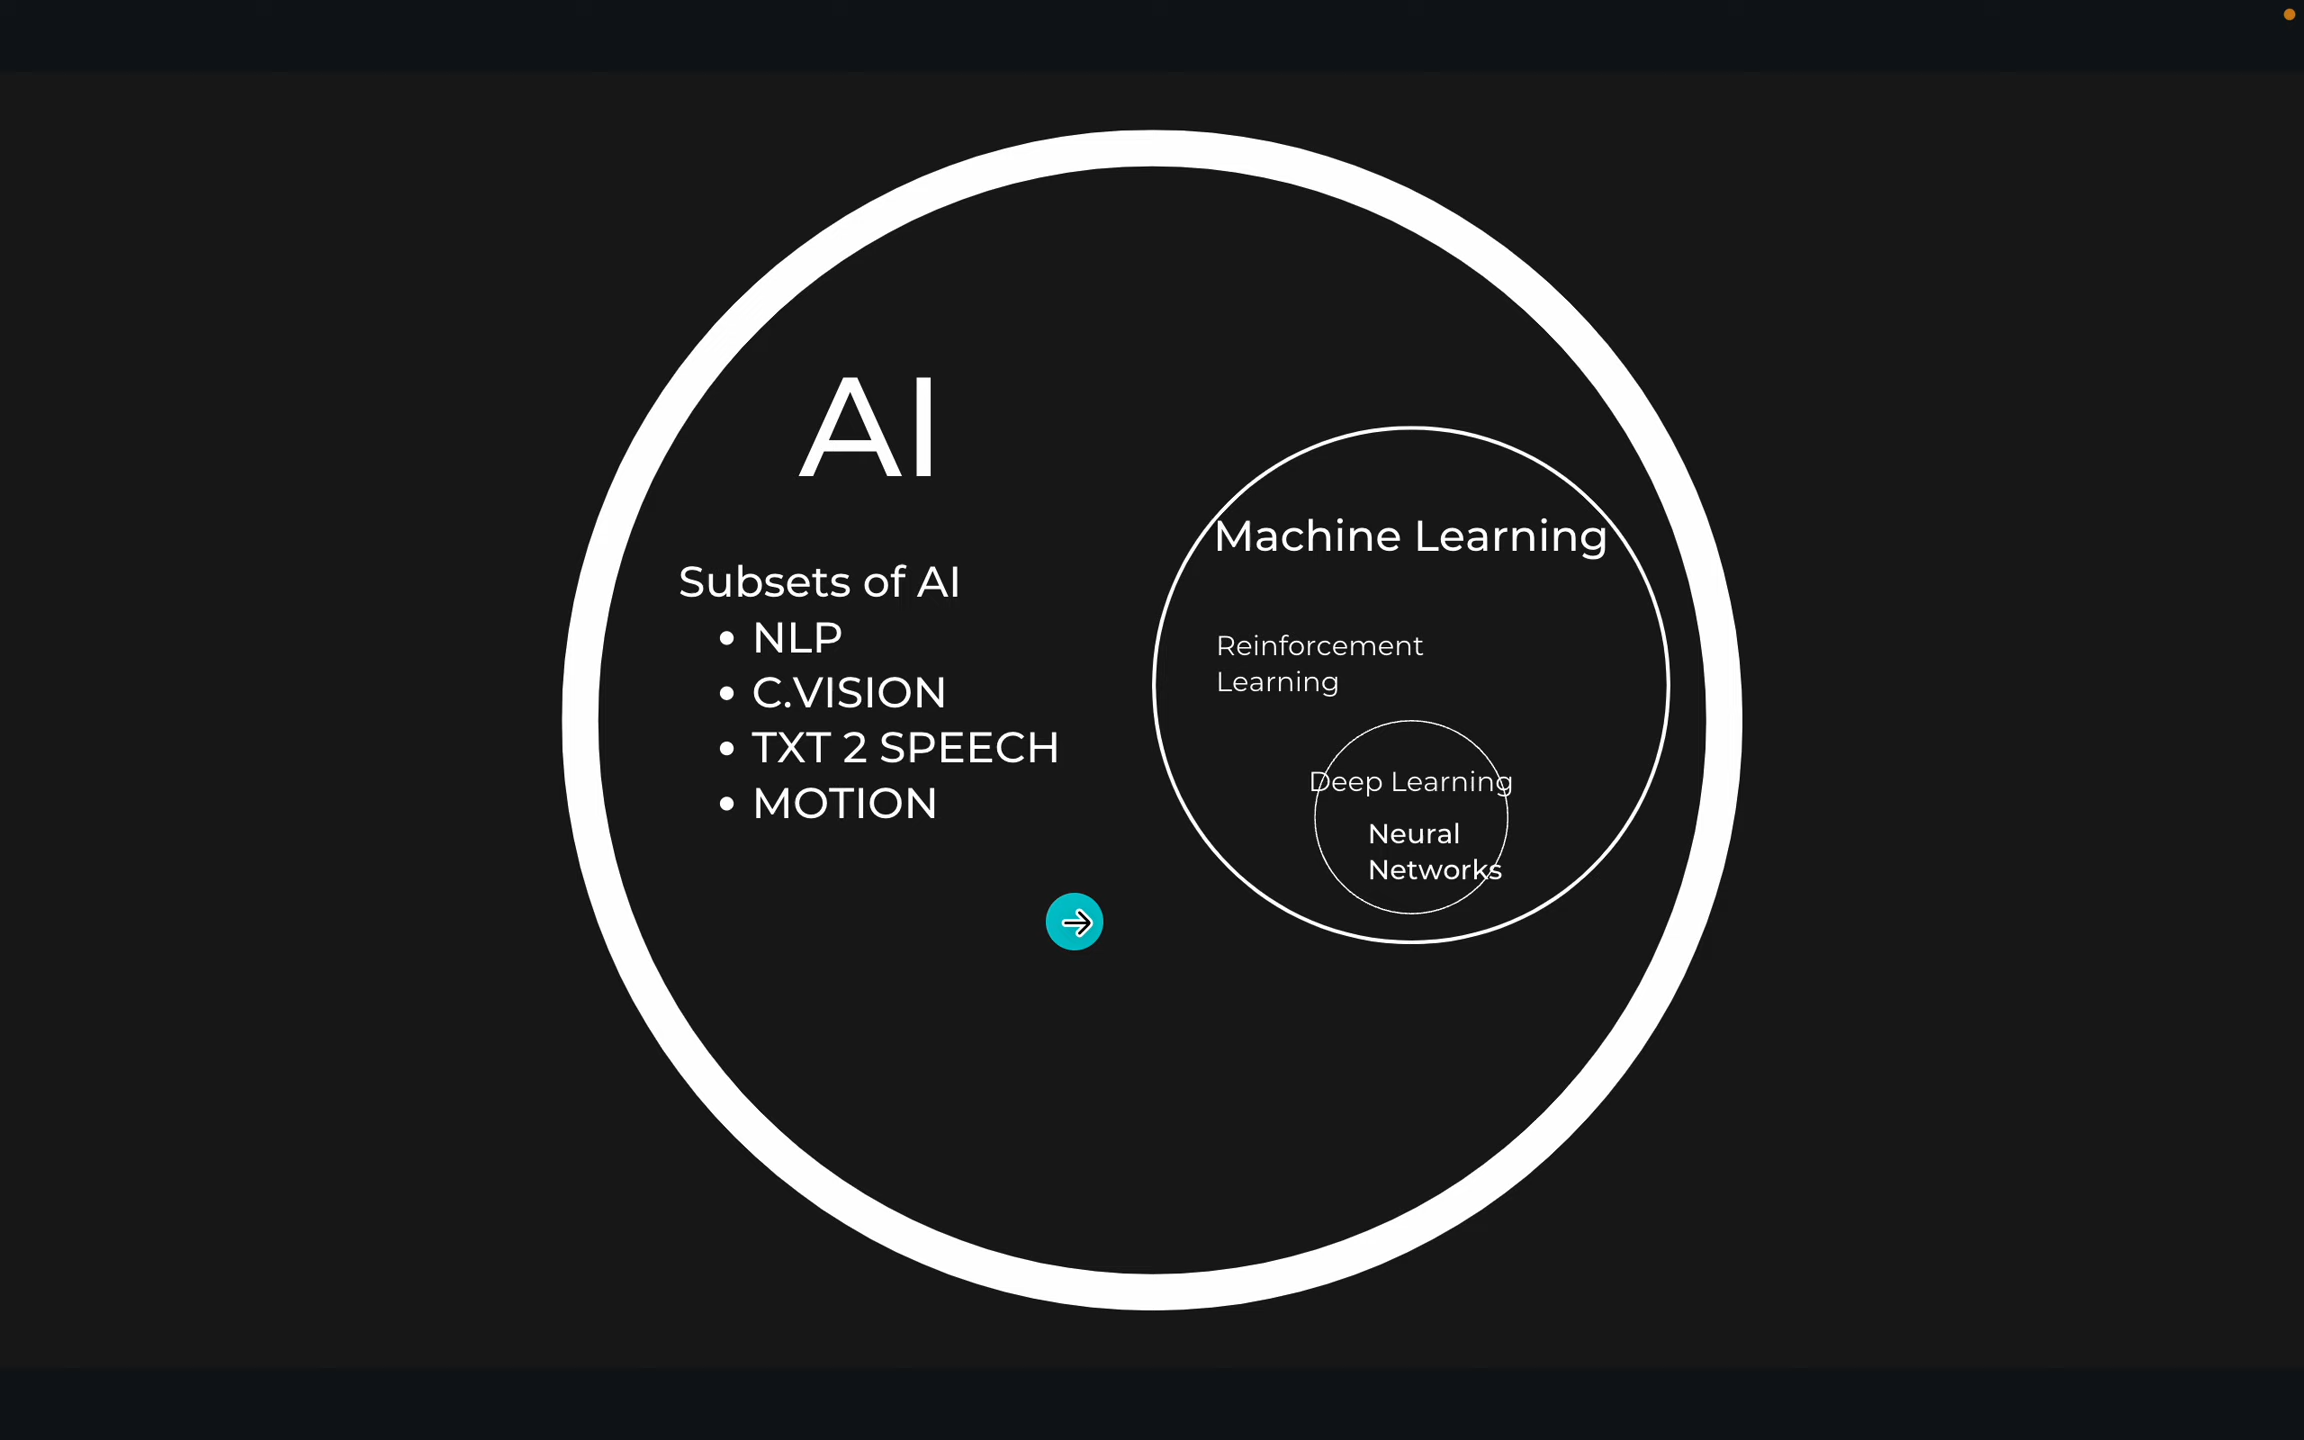 AI
Subsets of AI
• NLP
• C.VISION
• TXT 2 SPEECH
• MOTION
Machine Learning
Reinforcement
Learning
Deep Learning
Neural
Networks